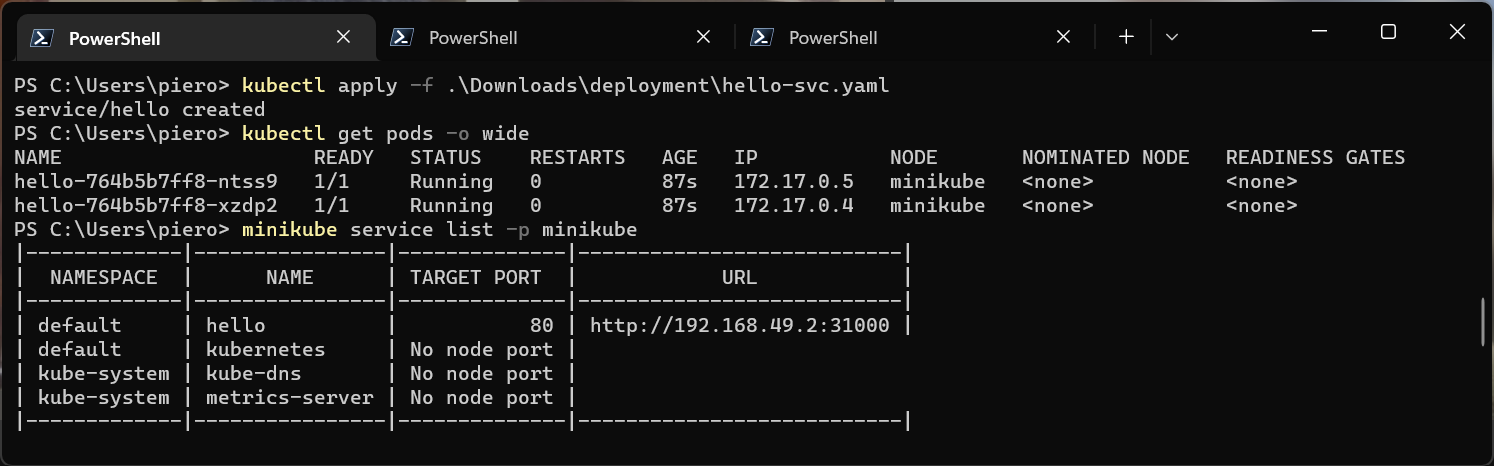 PowerShell PowerShell PowerShell
PS C:\Users\piero> kubectl apply -f .\Downloads\deployment\hello-svc.yaml
service/hello created
PS C:\Users\piero> kubectl get pods -o wide
NAME                     READY   STATUS    RESTARTS   AGE   IP           NODE       NOMINATED NODE   READINESS GATES
hello-764b5b7ff8-ntss9   1/1     Running   0          87s   172.17.0.5   minikube   <none>           <none>
hello-764b5b7ff8-xzdp2   1/1     Running   0          87s   172.17.0.4   minikube   <none>           <none>
PS C:\Users\piero> minikube service list -p minikube
|-------------|----------------|--------------|---------------------------|
|  NAMESPACE  |      NAME      | TARGET PORT  |            URL            |
|-------------|----------------|--------------|---------------------------|
| default     | hello          |           80 | http://192.168.49.2:31000 |
| default     | kubernetes     | No node port |
| kube-system | kube-dns       | No node port |
| kube-system | metrics-server | No node port |
|-------------|----------------|--------------|---------------------------|